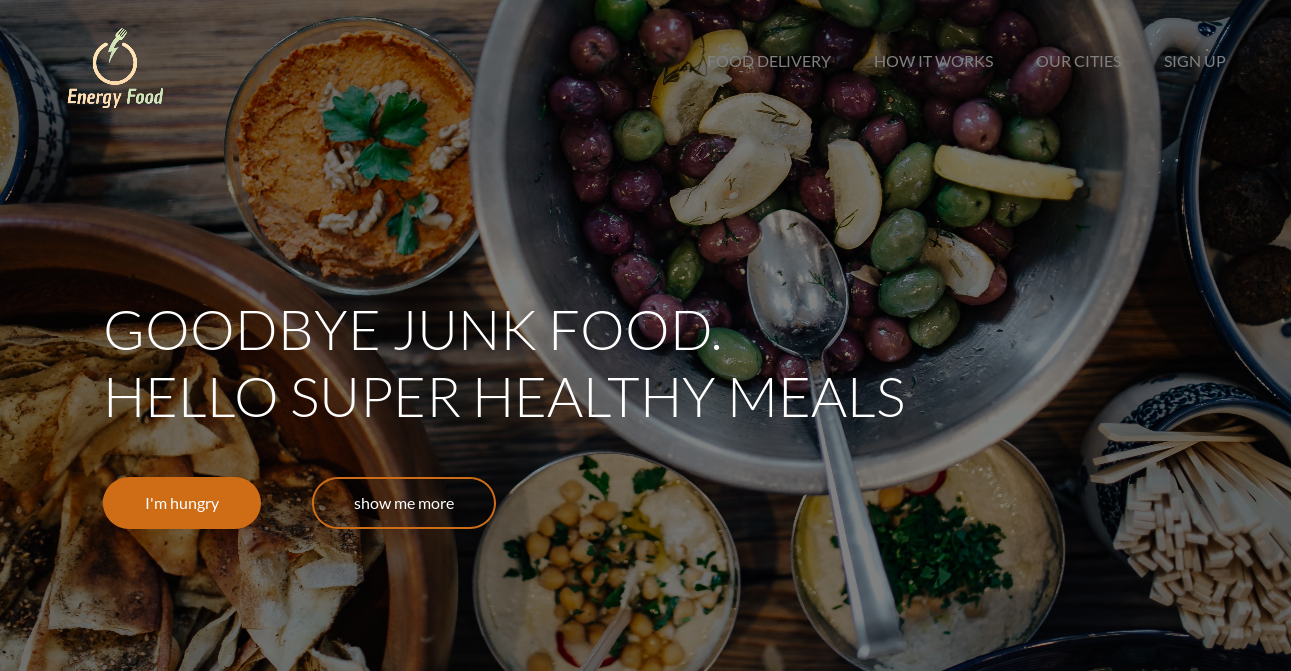 Energy Food
FOOD DELIVERY
HOW IT WORKS
OUR CITIES
SIGN UP
GOODBYE JUNK FOOD.
HELLO SUPER HEALTHY MEALS
I'm hungry
show me more